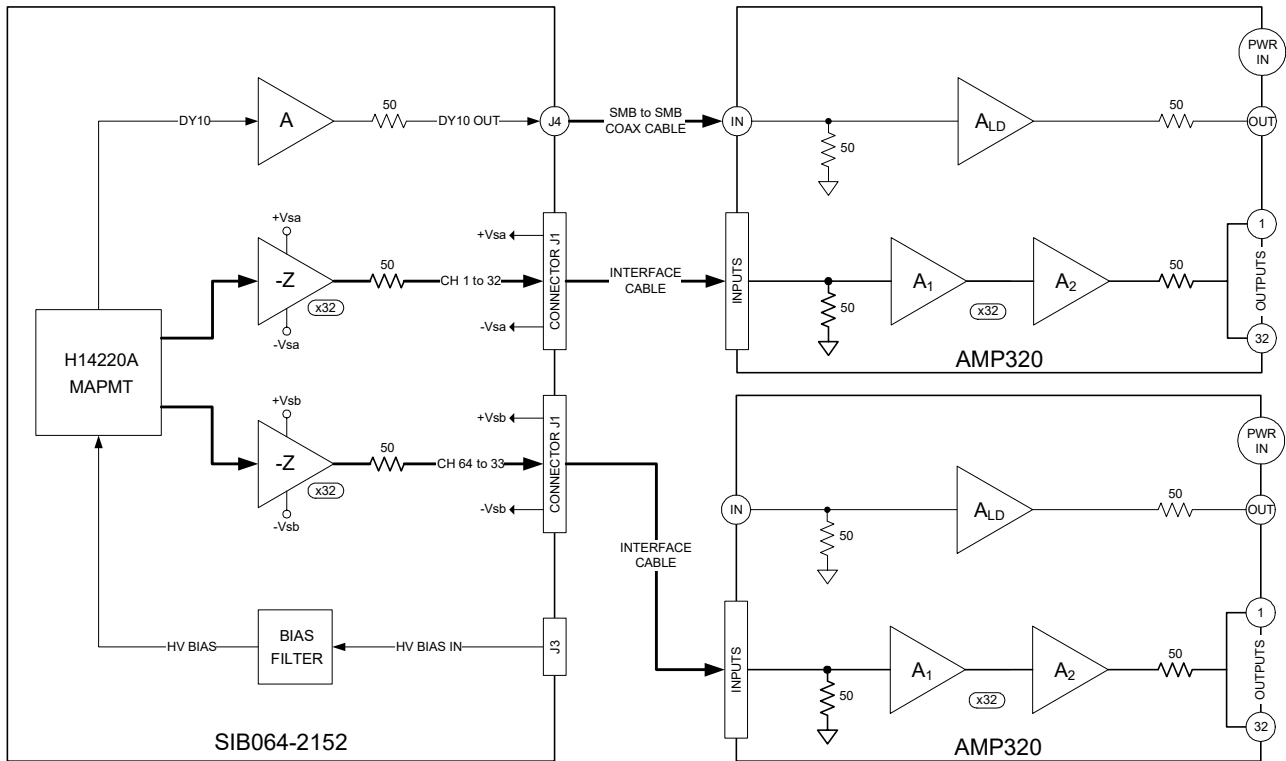 DY10
A
50
DY10 OUT
J4
SMB to SMB
COAX CABLE
+Vsa
-Z
x32
-Vsa
50
CH 1 to 32
+Vsa
CONNECTOR J1
-Vsa
INTERFACE
CABLE
H14220A
MAPMT
+Vsb
-Z
x32
-Vsb
50
CH 64 to 33
+Vsb
CONNECTOR J1
-Vsb
INTERFACE
CABLE
HV BIAS
BIAS
FILTER
HV BIAS IN
J3
SIB064-2152
PWR
IN
IN
50
ALD
50
OUT
INPUTS
50
A1
x32
A2
50
1
OUTPUTS
32
AMP320
PWR
IN
IN
50
ALD
50
OUT
INPUTS
50
A1
x32
A2
50
1
OUTPUTS
32
AMP320